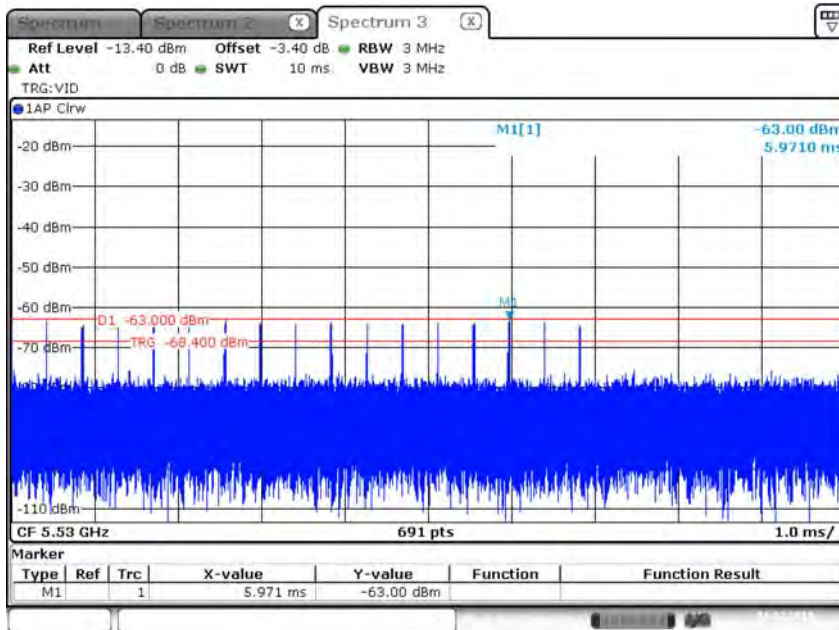 Spectrum Spectrum 2 X Spectrum 3 X
Ref Level -13.40 dBm Offset -3.40 dB RBW 3 MHz
Att 0 dB SWT 10 ms VBW 3 MHz
TRG:VID
1AP Clrw
M1[1] -63.00 dBm
5.9710 ms
-20 dBm
-30 dBm
-40 dBm
-50 dBm
-60 dBm
M1
D1 -63.000 dBm
TRG -68.400 dBm
-70 dBm
-110 dBm
CF 5.53 GHz 691 pts 1.0 ms/
Marker
Type Ref Trc X-value Y-value Function Function Result
M1 1 5.971 ms -63.00 dBm